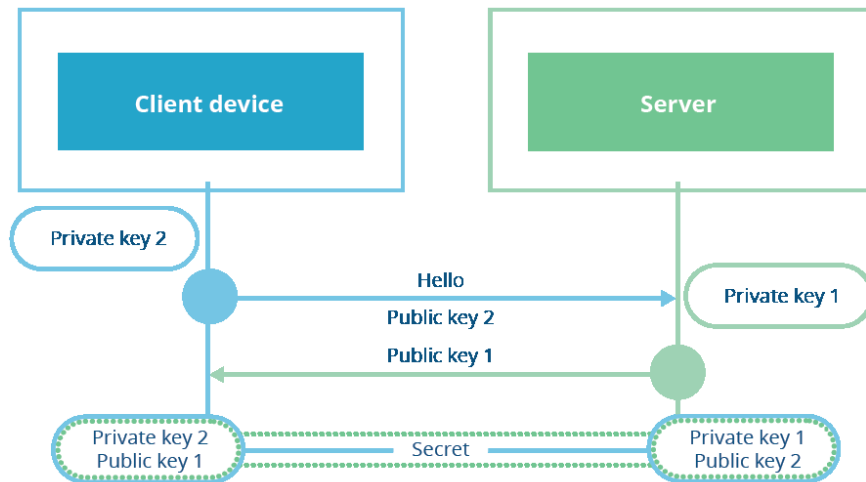 Client device
Server
Private key 2
Hello
Public key 2
Private key 1
Public key 1
Private key 2
Public key 1
Secret
Private key 1
Public key 2